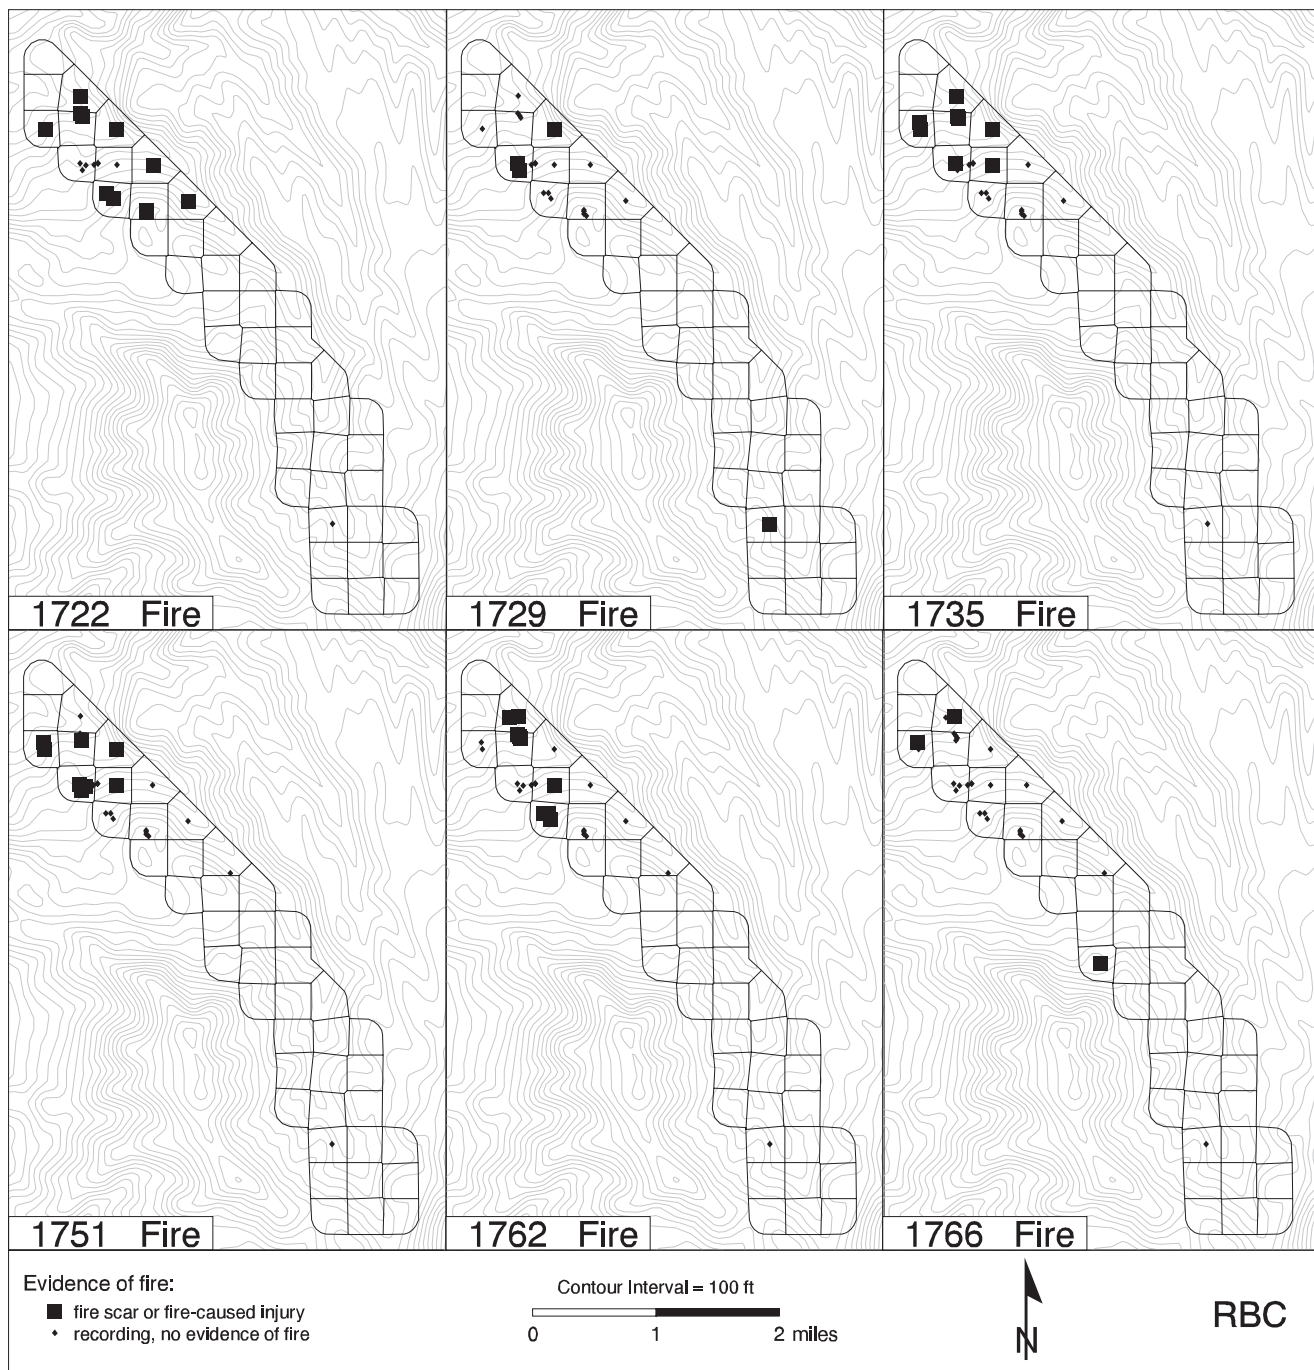 1722 Fire
1729 Fire
1735 Fire
1751 Fire
1762 Fire
1766 Fire
Evidence of fire:
fire scar or fire-caused injury
recording, no evidence of fire
Contour Interval = 100 ft
0 1 2 miles
N
RBC